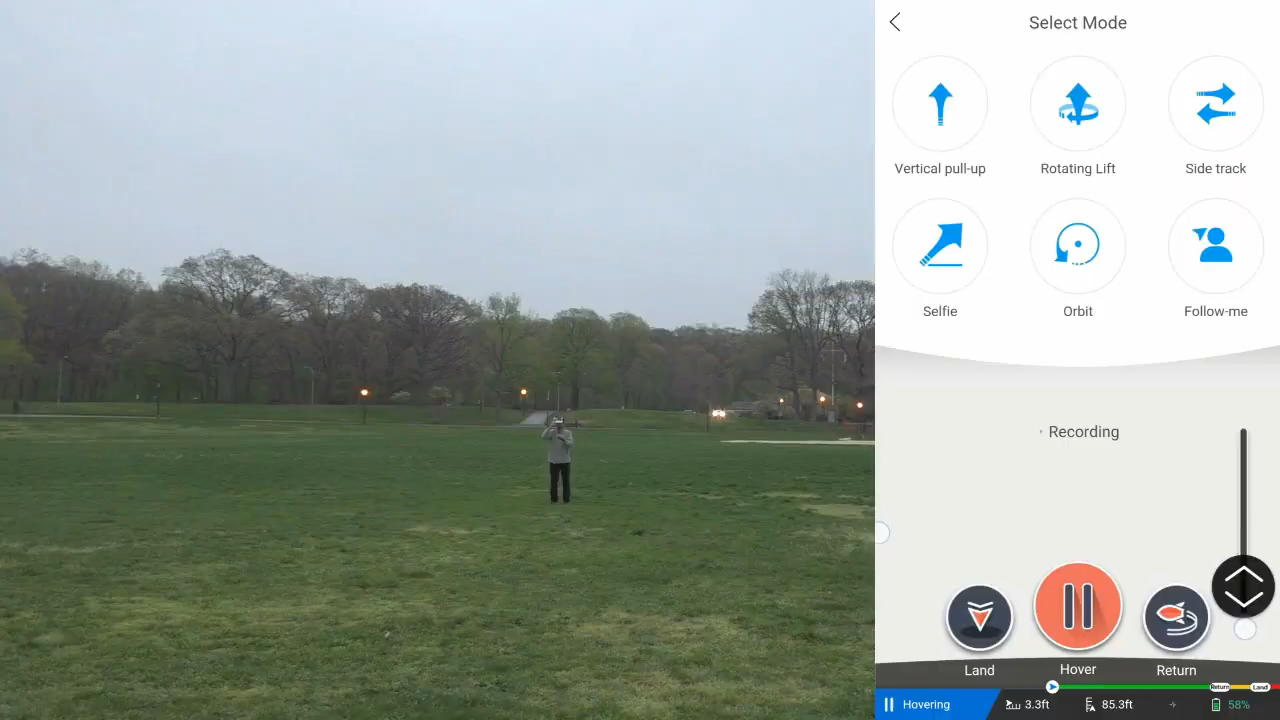 Select Mode
Vertical pull-up
Rotating Lift
Side track
Selfie
Orbit
Follow-me
Recording
Land
Hover
Return
Return
Land
Hovering
3.3ft
85.3ft
58%